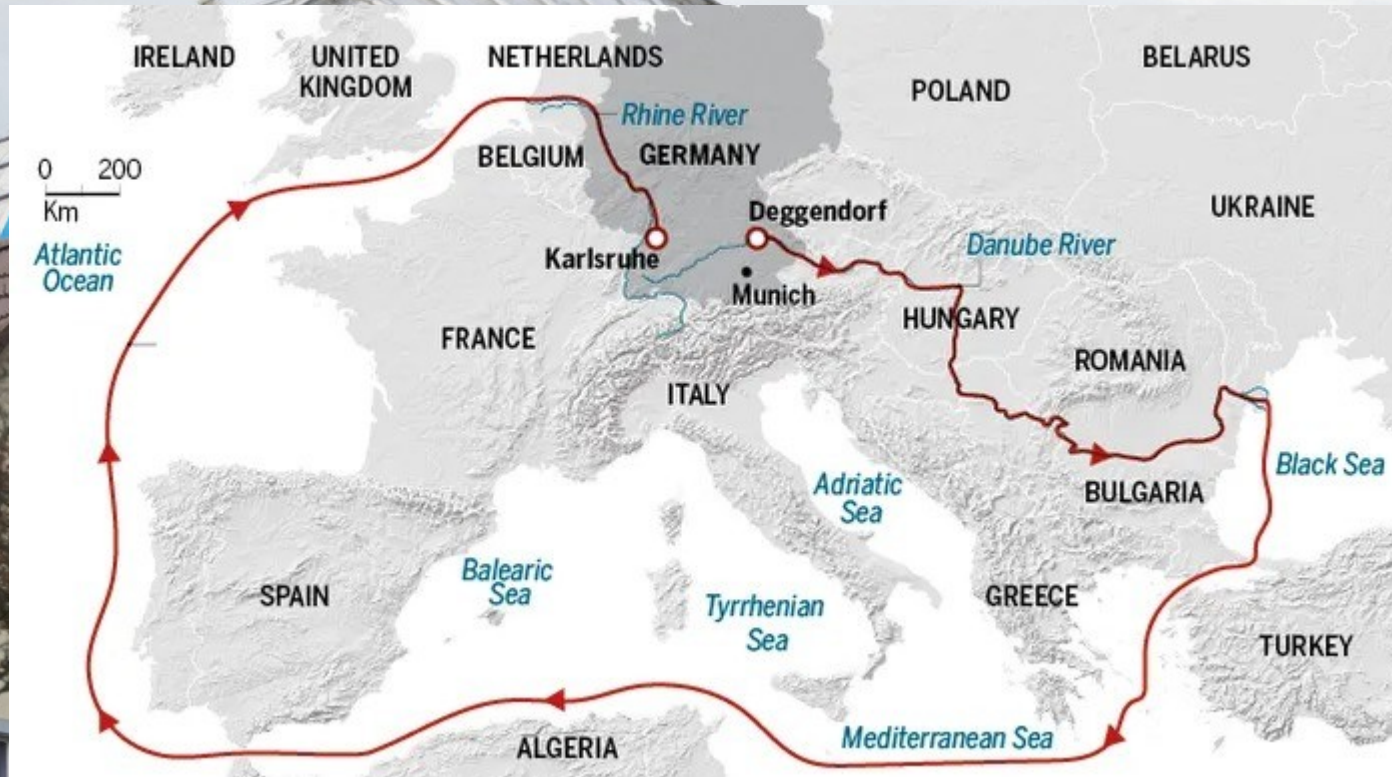 IRELAND
UNITED
KINGDOM
NETHERLANDS
BELARUS
POLAND
Rhine River
BELGIUM
GERMANY
0 200
Km
UKRAINE
Deggendorf
Atlantic
Ocean
Karlsruhe
Danube River
Munich
HUNGARY
FRANCE
ROMANIA
ITALY
Black Sea
Adriatic
Sea
BULGARIA
Balearic
Sea
SPAIN
Tyrrhenian
Sea
GREECE
TURKEY
Mediterranean Sea
ALGERIA